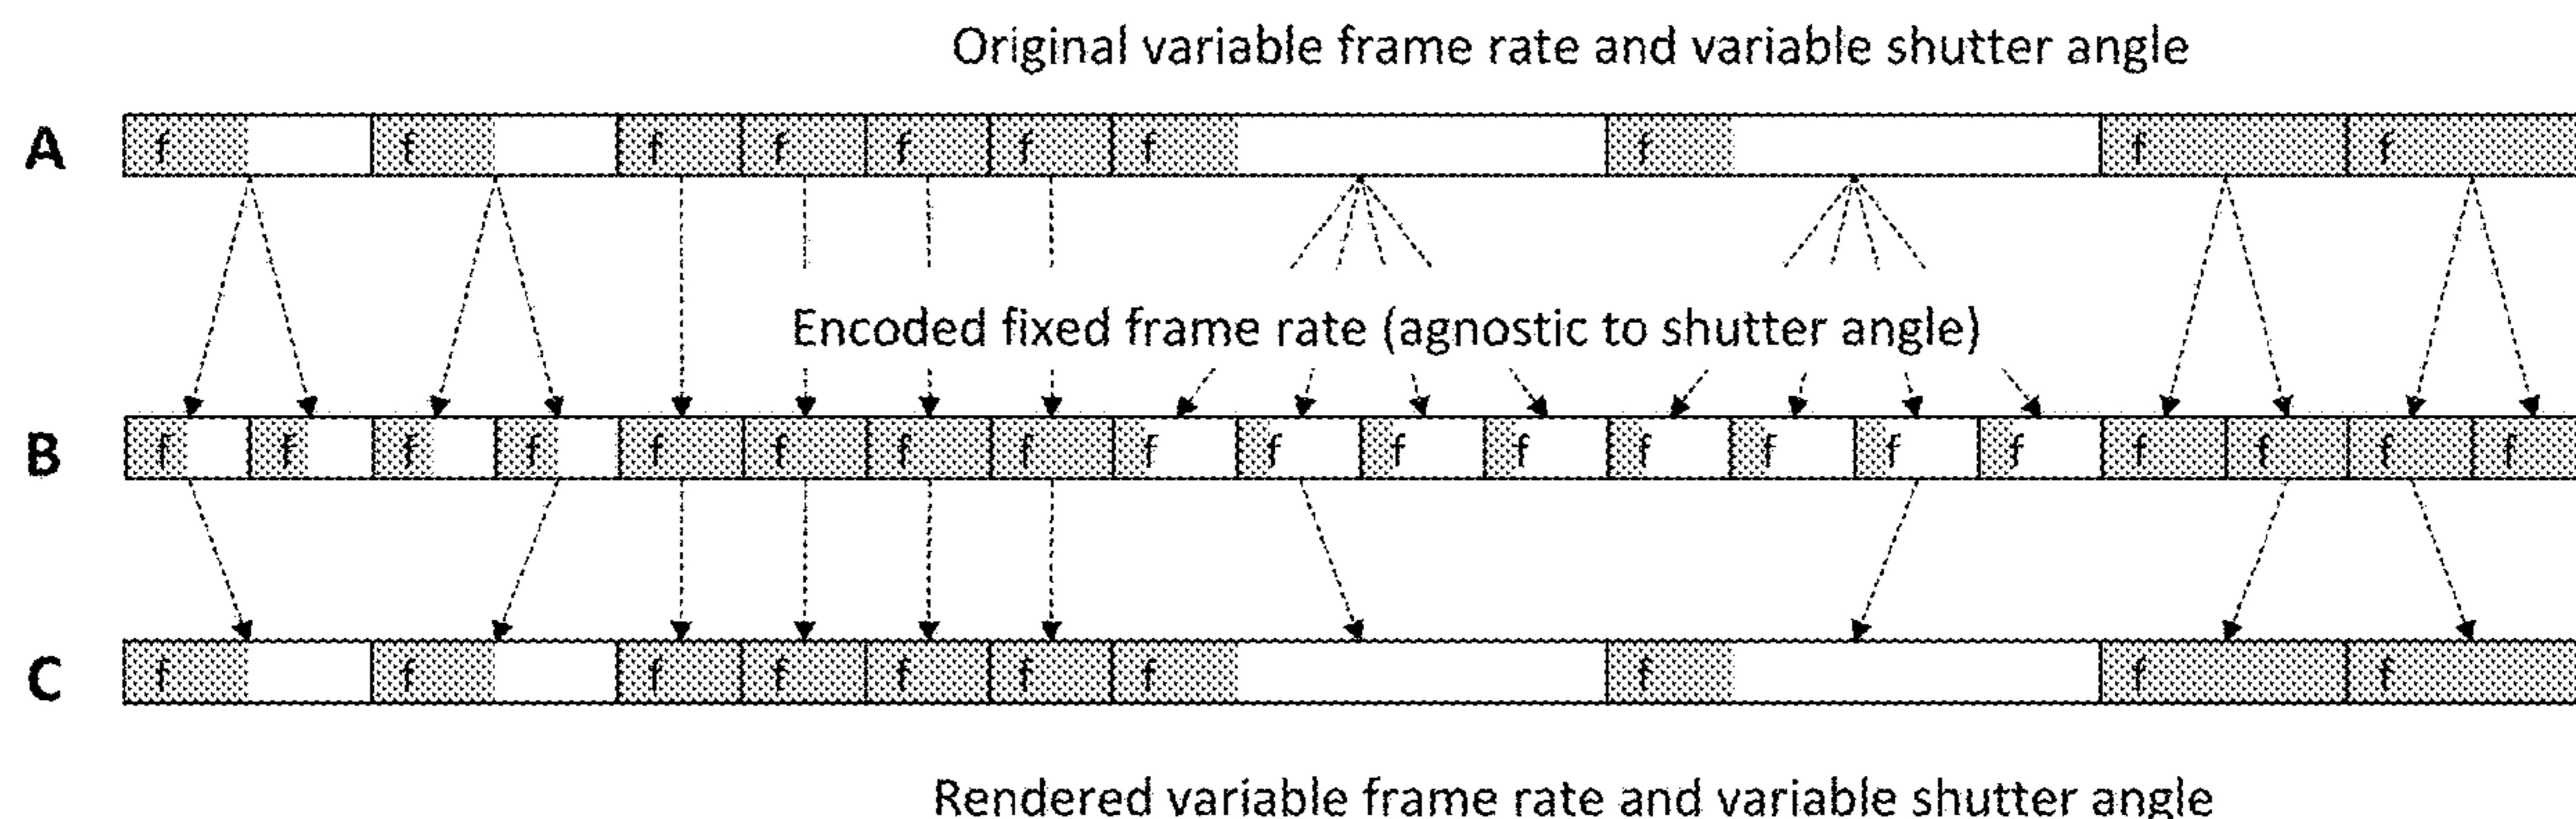 Original variable frame rate and variable shutter angle
A f f f f f f f f f f
Encoded fixed frame rate (agnostic to shutter angle)
B f f f f f f f f f f f f f f f f f f f f
C f f f f f f f f f f
Rendered variable frame rate and variable shutter angle